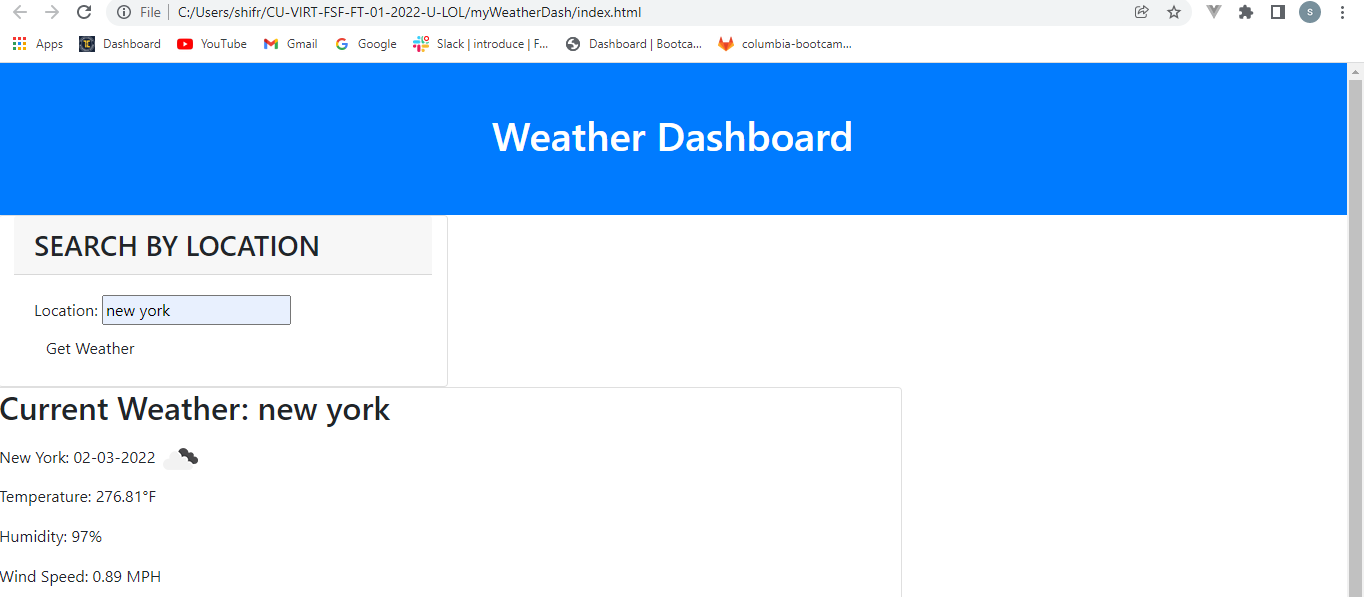 File | C:/Users/shifr/CU-VIRT-FSF-FT-01-2022-U-LOL/myWeatherDash/index.html S
Apps Dashboard YouTube Gmail Google Slack | introduce | F... Dashboard | Bootca... columbia-bootcam...
Weather Dashboard
SEARCH BY LOCATION
Location: new york
Get Weather
Current Weather: new york
New York: 02-03-2022
Temperature: 276.81°F
Humidity: 97%
Wind Speed: 0.89 MPH